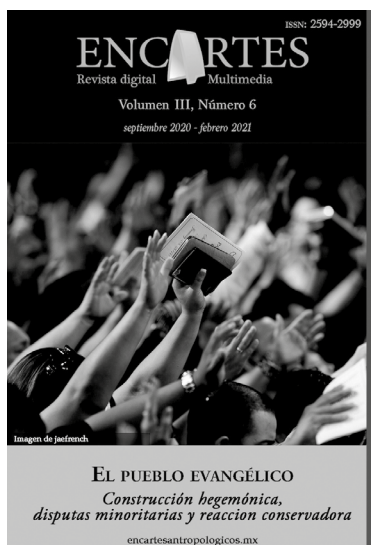 ISSN: 2594-2999
ENCARTES
Revista digital Multimedia
Volumen III, Número 6
septiembre 2020 - febrero 2021
Imagen de jaefrench
EL PUEBLO EVANGÉLICO
Construcción hegemónica,
disputas minoritarias y reaccion conservadora
encartesantropologicos.mx